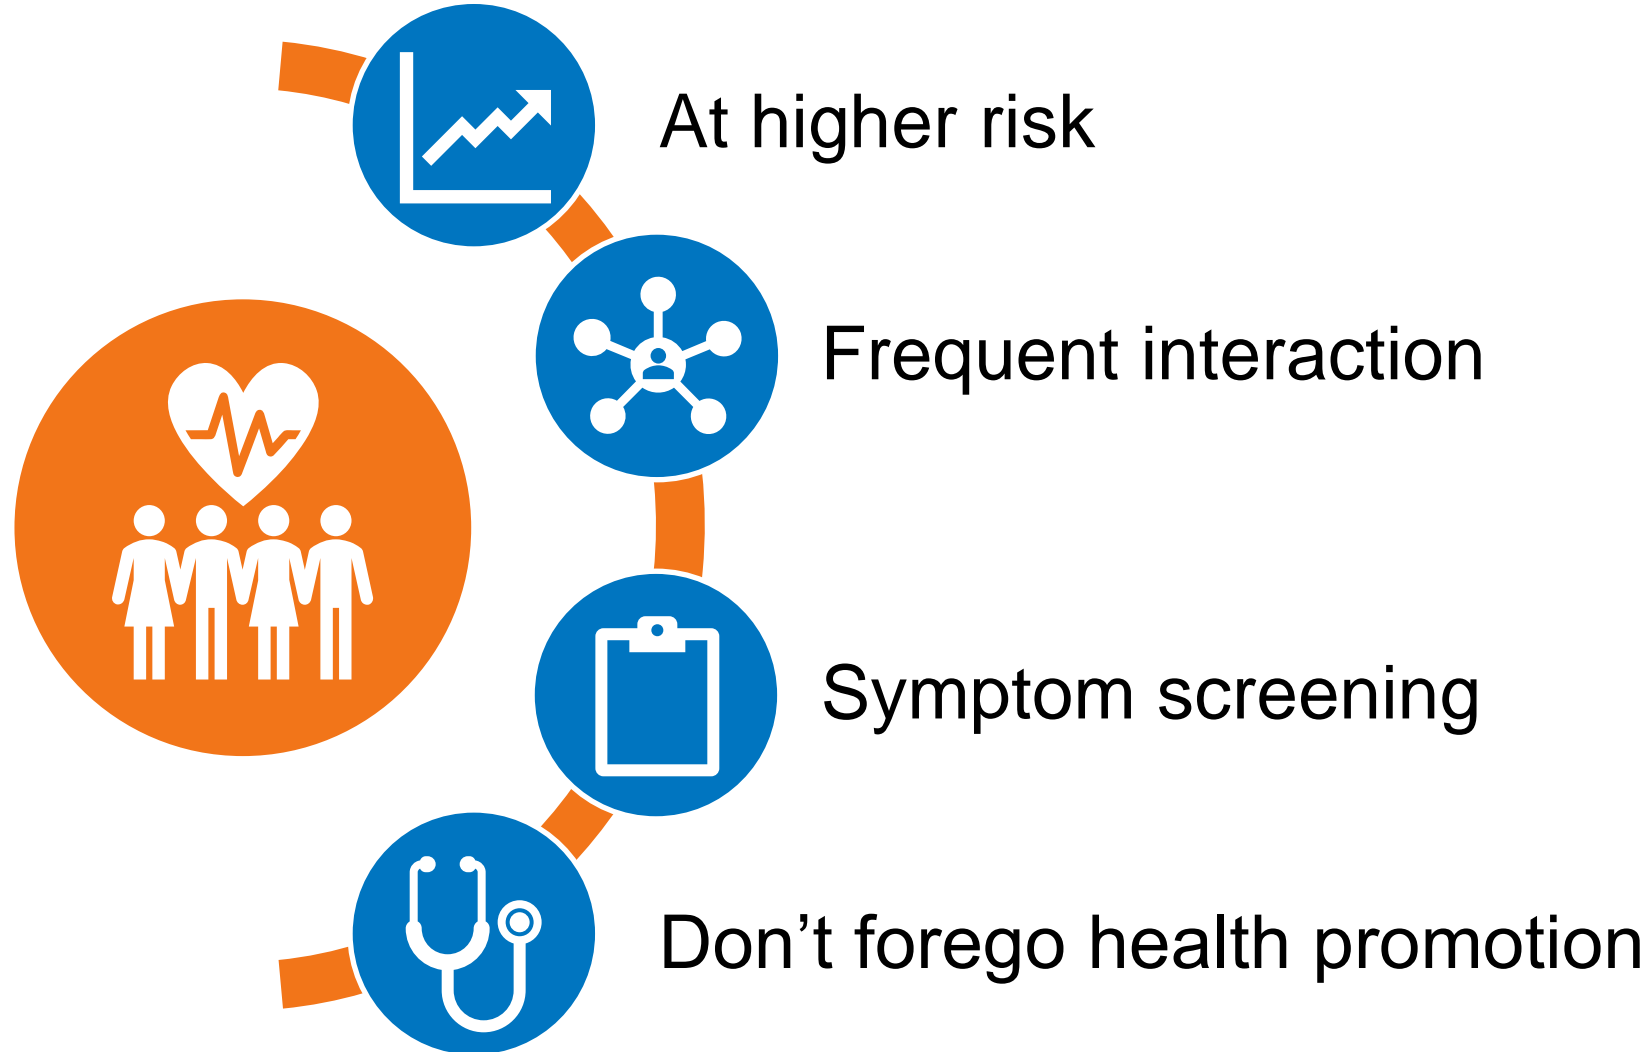 At higher risk
Frequent interaction
Symptom screening
Don’t forego health promotion